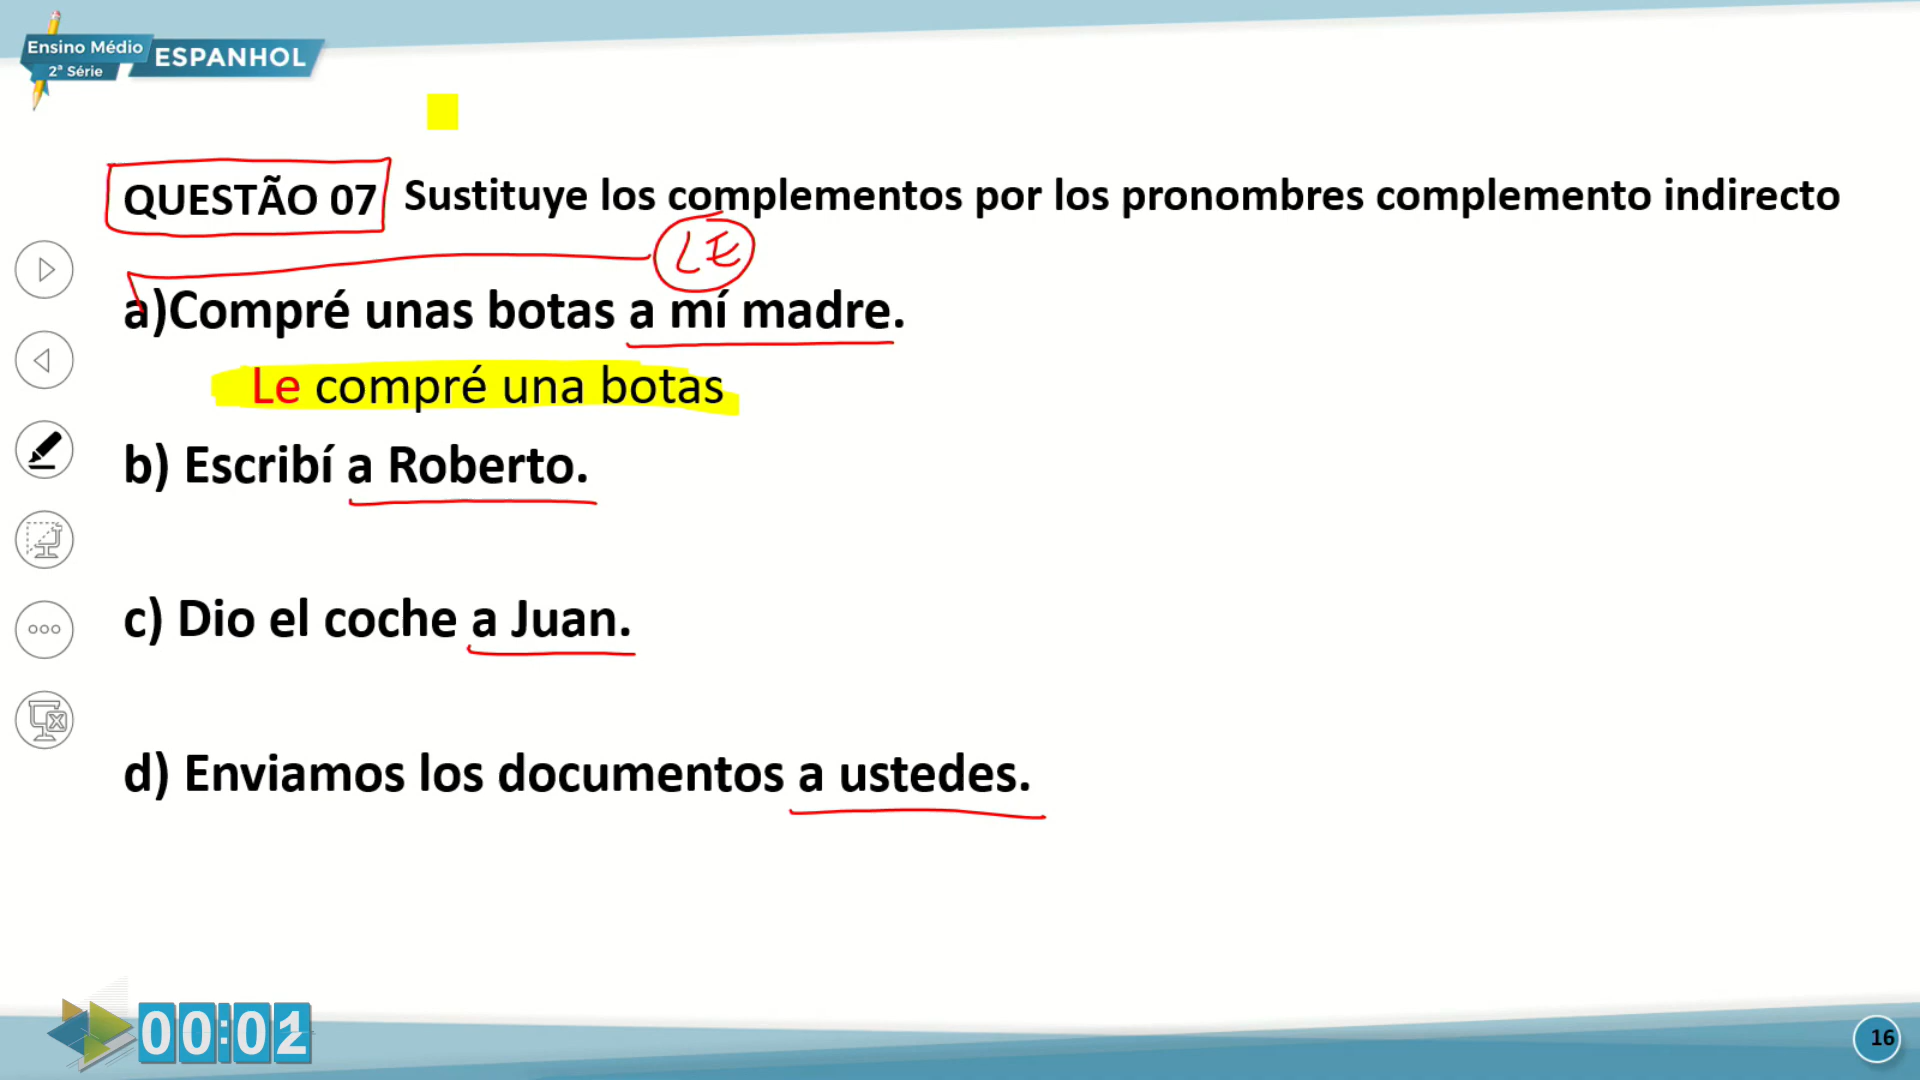 Ensino Médio
2ª Série
ESPANHOL
QUESTÃO 07 Sustituye los complementos por los pronombres complemento indirecto
LE
a)Compré unas botas a mí madre.
Le compré una botas
b) Escribí a Roberto.
c) Dio el coche a Juan.
d) Enviamos los documentos a ustedes.
00:02
16